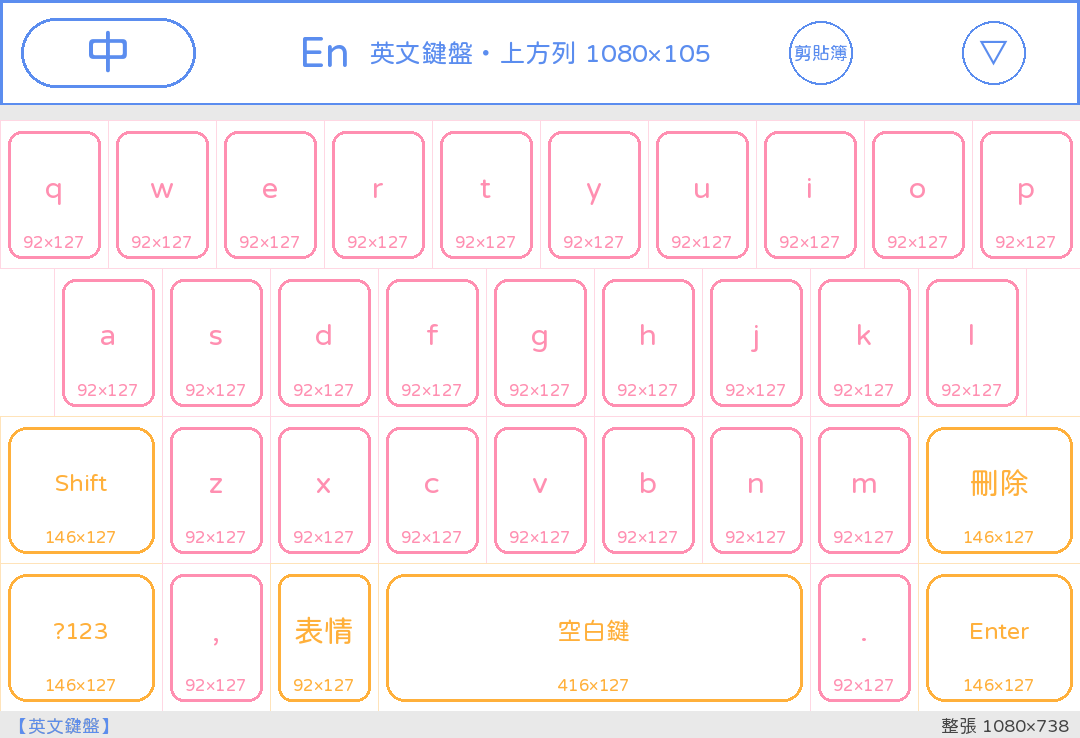 中 En 英文鍵盤・上方列 1080×105 剪貼簿 ▽
q w e r t y u i o p
92×127 92×127 92×127 92×127 92×127 92×127 92×127 92×127 92×127 92×127
a s d f g h j k l
92×127 92×127 92×127 92×127 92×127 92×127 92×127 92×127 92×127
Shift z x c v b n m 刪除
146×127 92×127 92×127 92×127 92×127 92×127 92×127 92×127 146×127
?123 , 表情 空白鍵 . Enter
146×127 92×127 92×127 416×127 92×127 146×127
【英文鍵盤】 整張 1080×738